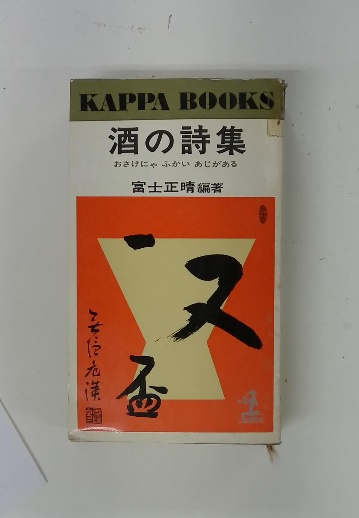 KAPPA BOOKS
酒の詩集
おさけにゃ ふかい あじがある
富士正晴編著
一
又
盃